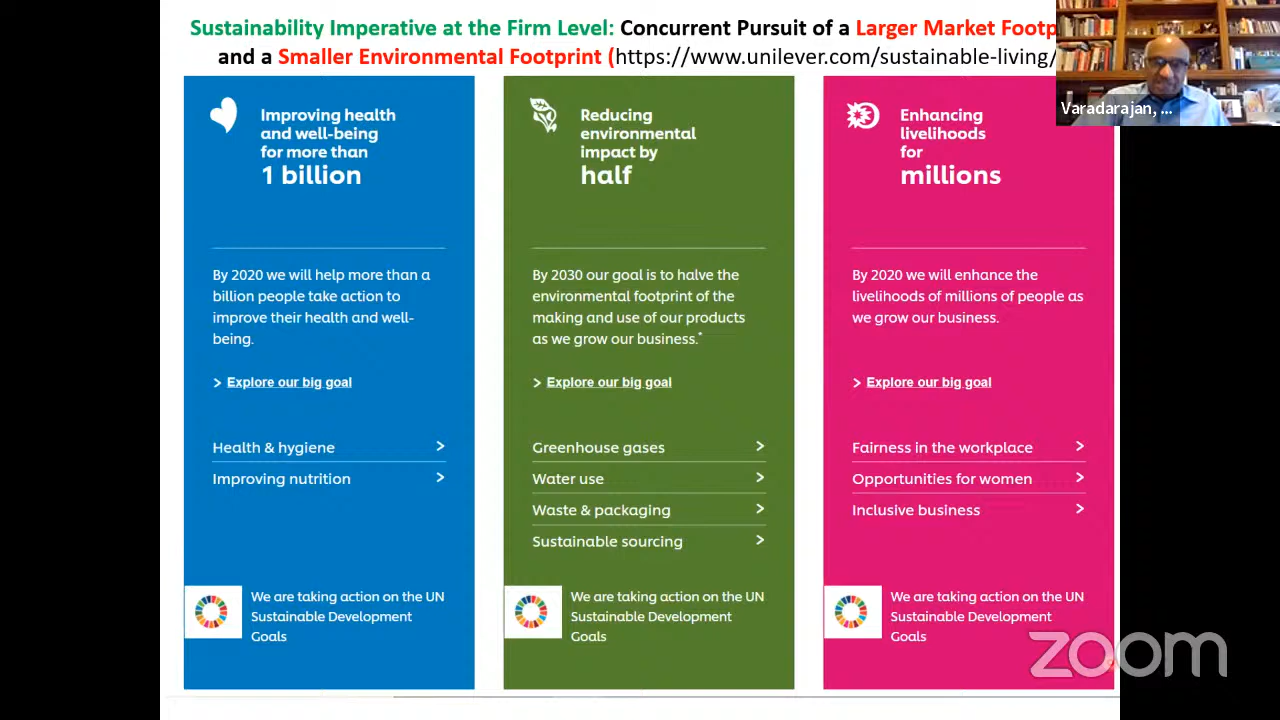 Sustainability Imperative at the Firm Level: Concurrent Pursuit of a Larger Market Footp
and a Smaller Environmental Footprint (https://www.unilever.com/sustainable-living/
Varadarajan, ...
Improving health
and well-being
for more than
1 billion
By 2020 we will help more than a
billion people take action to
improve their health and well-
being.
> Explore our big goal
Health & hygiene >
Improving nutrition >
We are taking action on the UN
Sustainable Development
Goals
Reducing
environmental
impact by
half
By 2030 our goal is to halve the
environmental footprint of the
making and use of our products
as we grow our business.*
> Explore our big goal
Greenhouse gases >
Water use >
Waste & packaging >
Sustainable sourcing >
We are taking action on the UN
Sustainable Development
Goals
Enhancing
livelihoods
for
millions
By 2020 we will enhance the
livelihoods of millions of people as
we grow our business.
> Explore our big goal
Fairness in the workplace >
Opportunities for women >
Inclusive business >
We are taking action on the UN
Sustainable Development
Goals
zoom